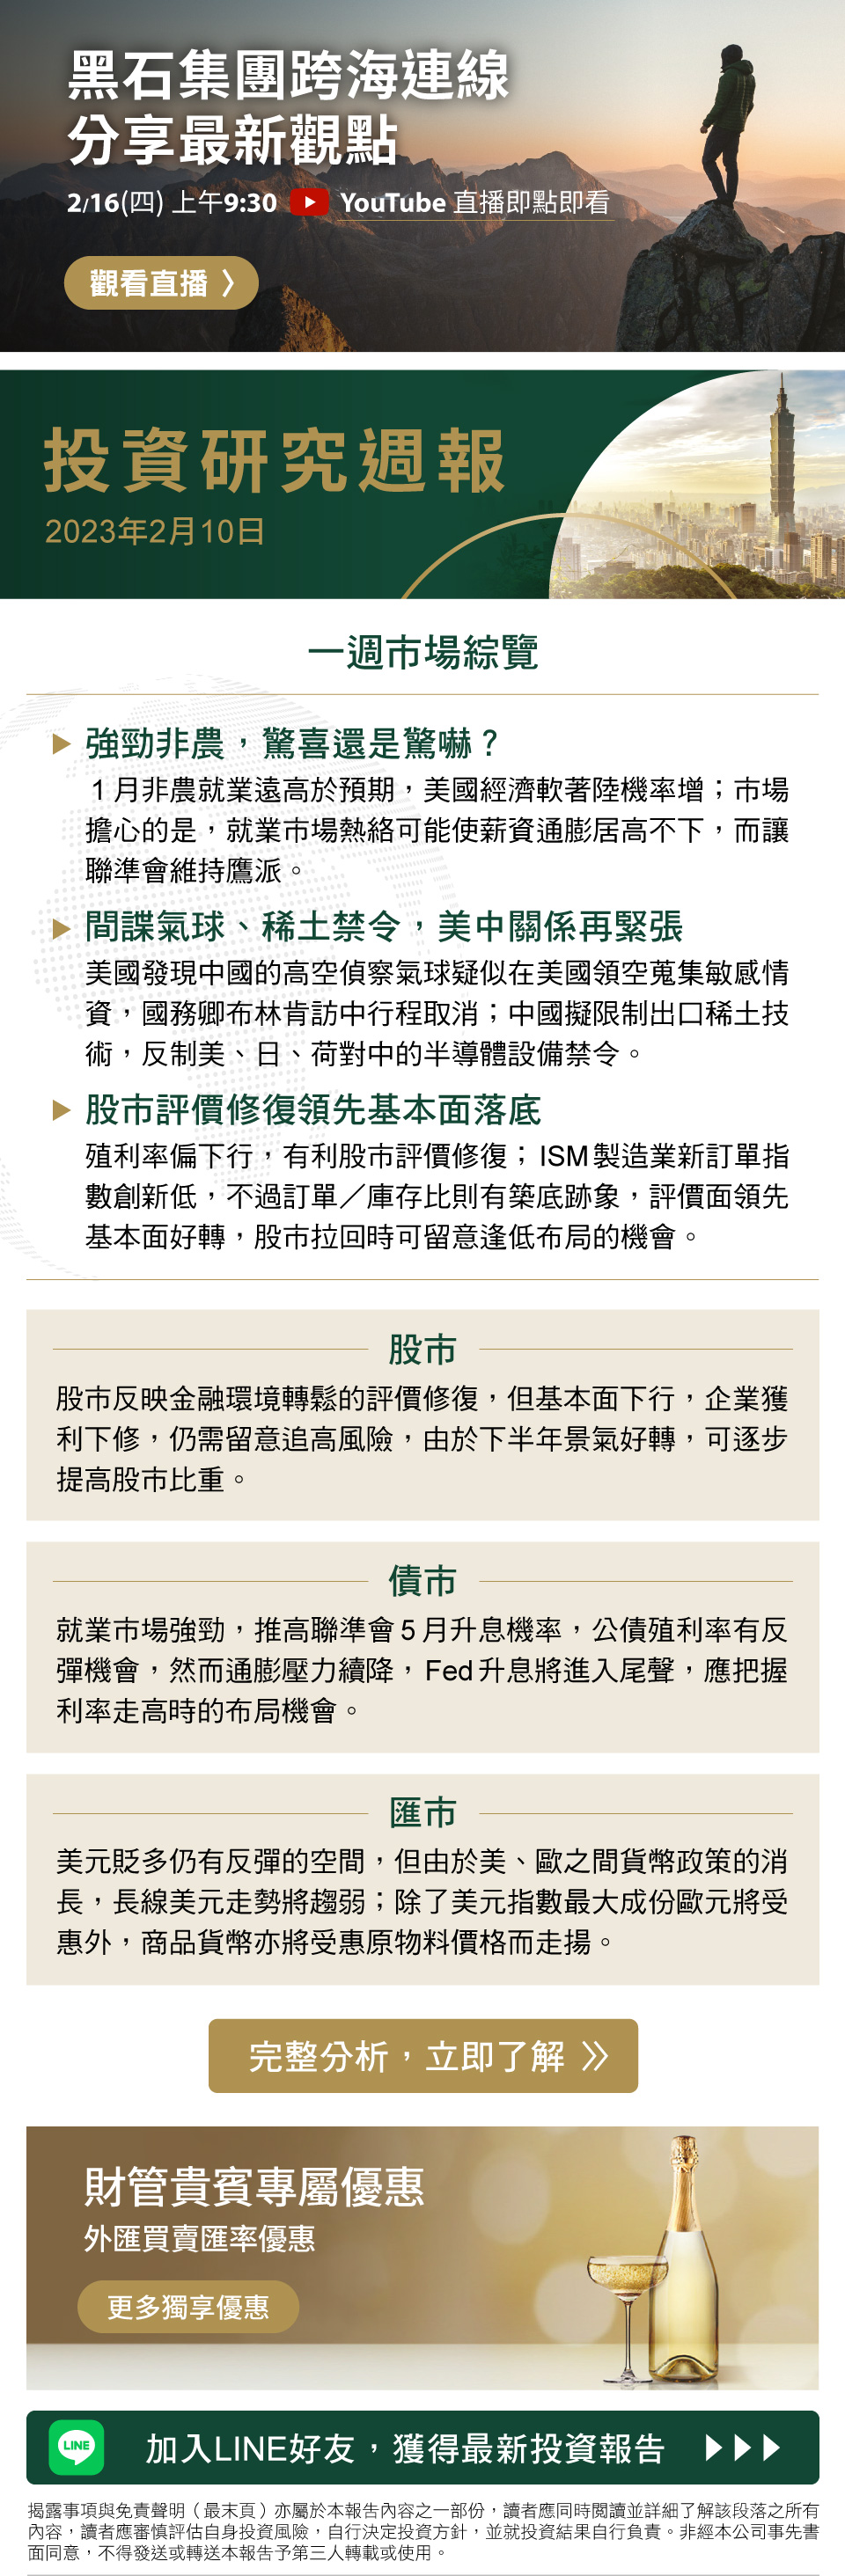 黑石集團跨海連線
分享最新觀點
2/16(四) 上午9:30 YouTube 直播即點即看
觀看直播 〉
投資研究週報
2023年2月10日
一週市場綜覽
強勁非農，驚喜還是驚嚇？
1月非農就業遠高於預期，美國經濟軟著陸機率增；市場
擔心的是，就業市場熱絡可能使薪資通膨居高不下，而讓
聯準會維持鷹派。
間諜氣球、稀土禁令，美中關係再緊張
美國發現中國的高空偵察氣球疑似在美國領空蒐集敏感情
資，國務卿布林肯訪中行程取消；中國擬限制出口稀土技
術，反制美、日、荷對中的半導體設備禁令。
股市評價修復領先基本面落底
殖利率偏下行，有利股市評價修復；ISM製造業新訂單指
數創新低，不過訂單／庫存比則有築底跡象，評價面領先
基本面好轉，股市拉回時可留意逢低布局的機會。
股市
股市反映金融環境轉鬆的評價修復，但基本面下行，企業獲
利下修，仍需留意追高風險，由於下半年景氣好轉，可逐步
提高股市比重。
債市
就業市場強勁，推高聯準會5月升息機率，公債殖利率有反
彈機會，然而通膨壓力續降，Fed升息將進入尾聲，應把握
利率走高時的布局機會。
匯市
美元貶多仍有反彈的空間，但由於美、歐之間貨幣政策的消
長，長線美元走勢將趨弱；除了美元指數最大成份歐元將受
惠外，商品貨幣亦將受惠原物料價格而走揚。
完整分析，立即了解 》
財管貴賓專屬優惠
外匯買賣匯率優惠
更多獨享優惠
LINE 加入LINE好友，獲得最新投資報告
揭露事項與免責聲明（最末頁）亦屬於本報告內容之一部份，讀者應同時閱讀並詳細了解該段落之所有
內容，讀者應審慎評估自身投資風險，自行決定投資方針，並就投資結果自行負責。非經本公司事先書
面同意，不得發送或轉送本報告予第三人轉載或使用。